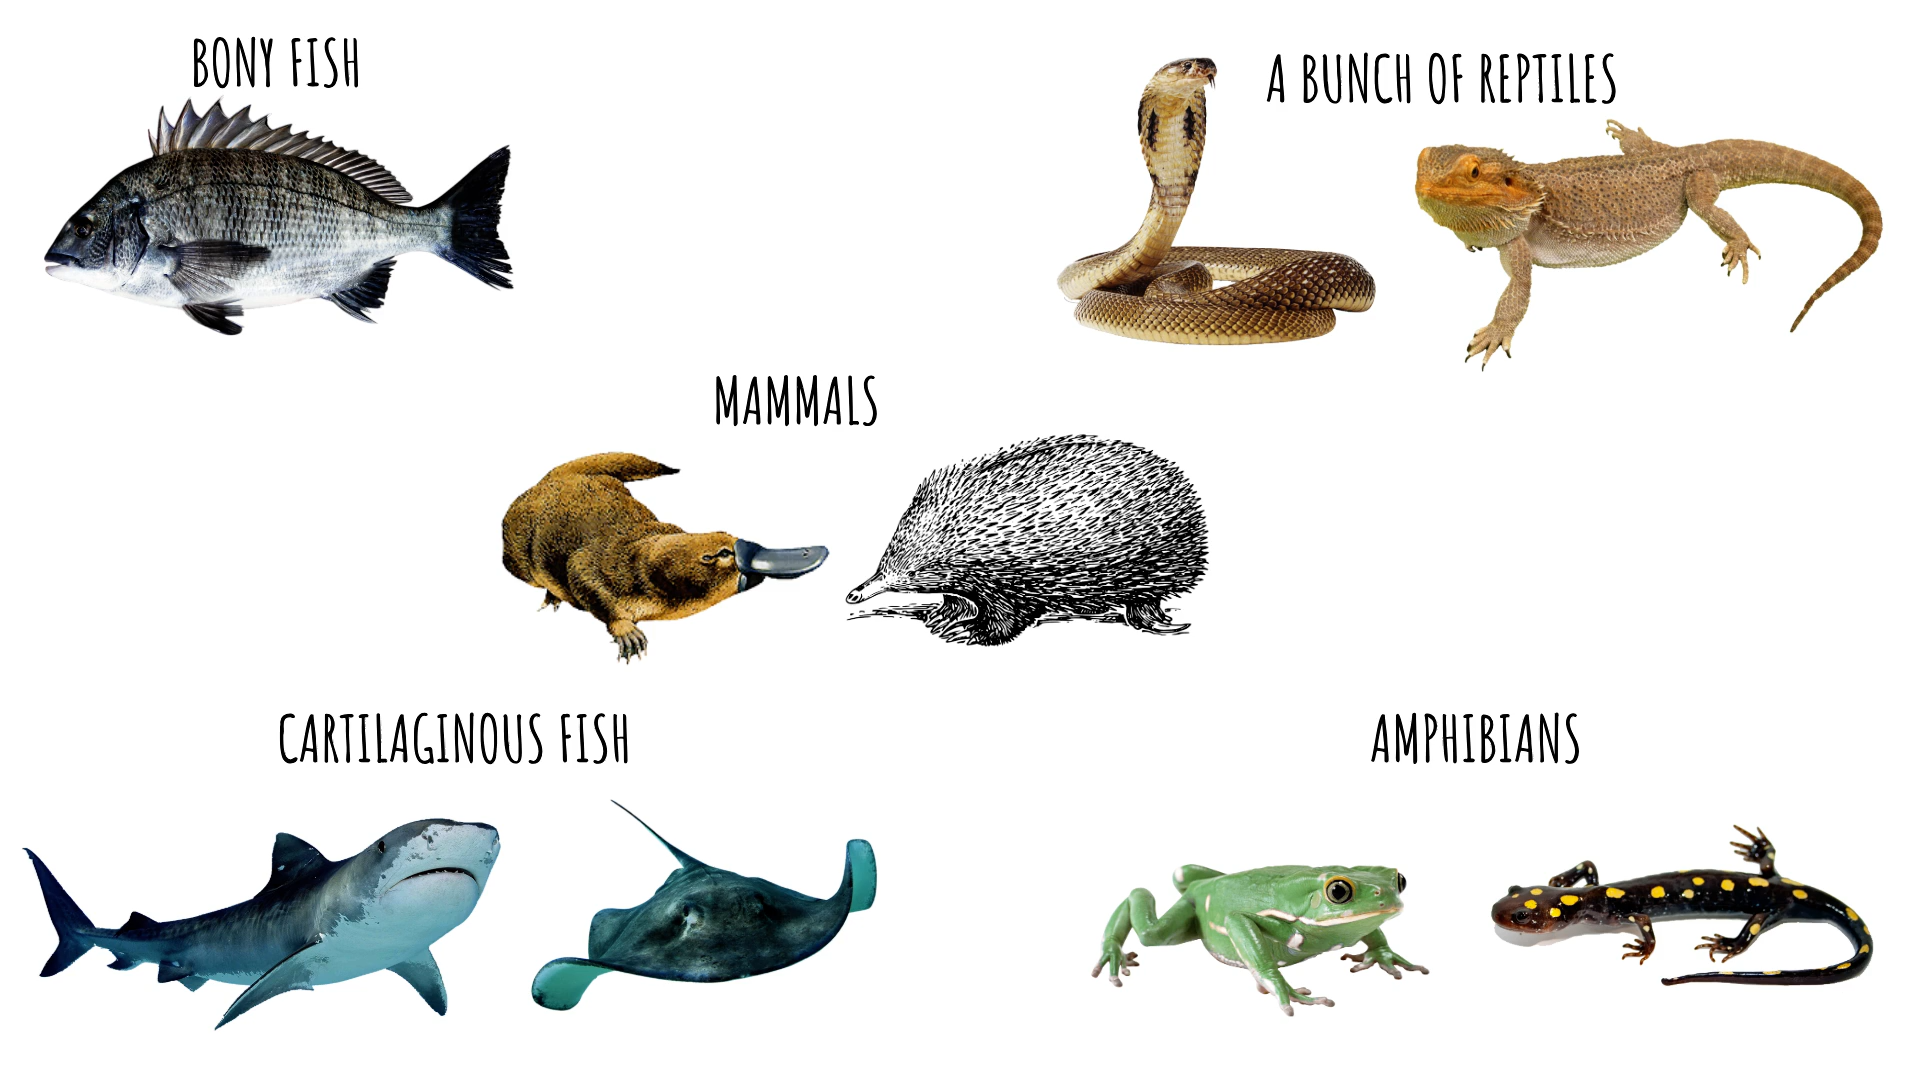 BONY FISH
A BUNCH OF REPTILES
MAMMALS
CARTILAGINOUS FISH
AMPHIBIANS